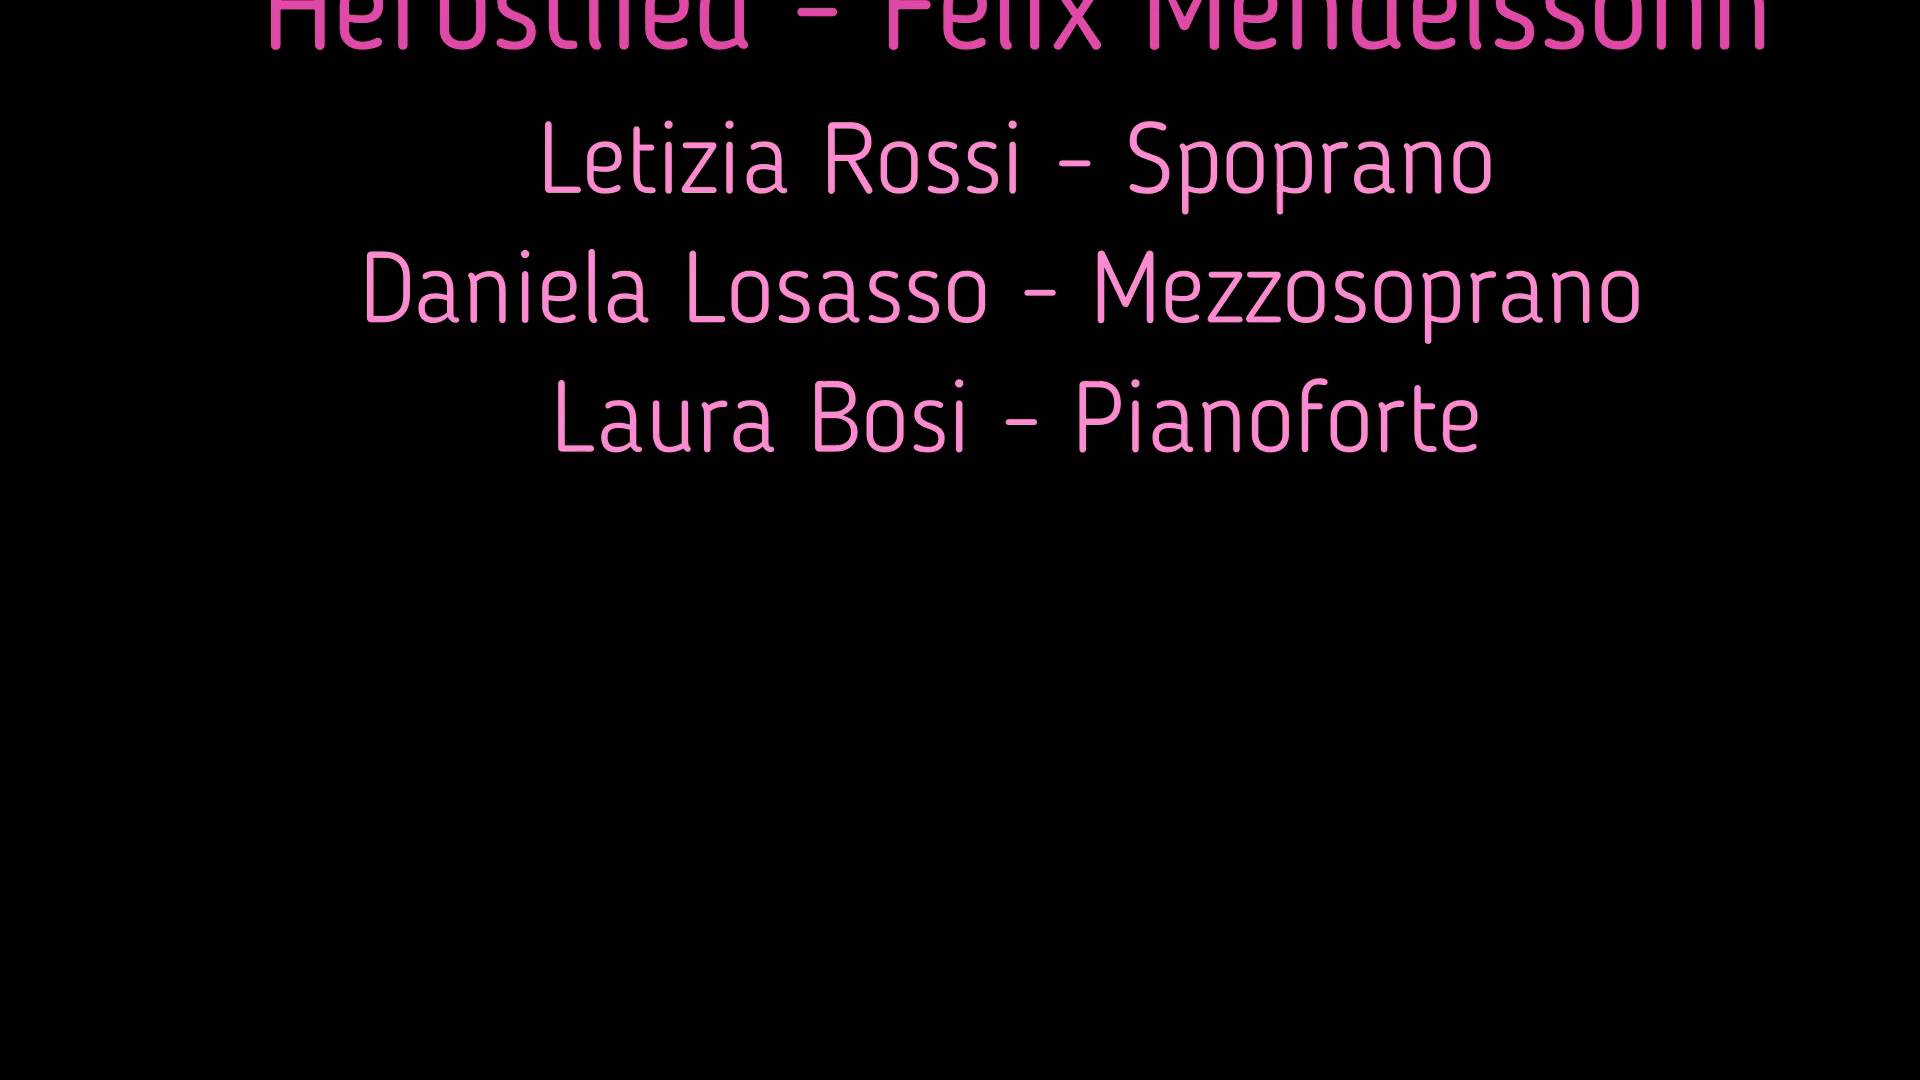 Herbstlied - Felix Mendelssohn
Letizia Rossi - Spoprano
Daniela Losasso - Mezzosoprano
Laura Bosi - Pianoforte